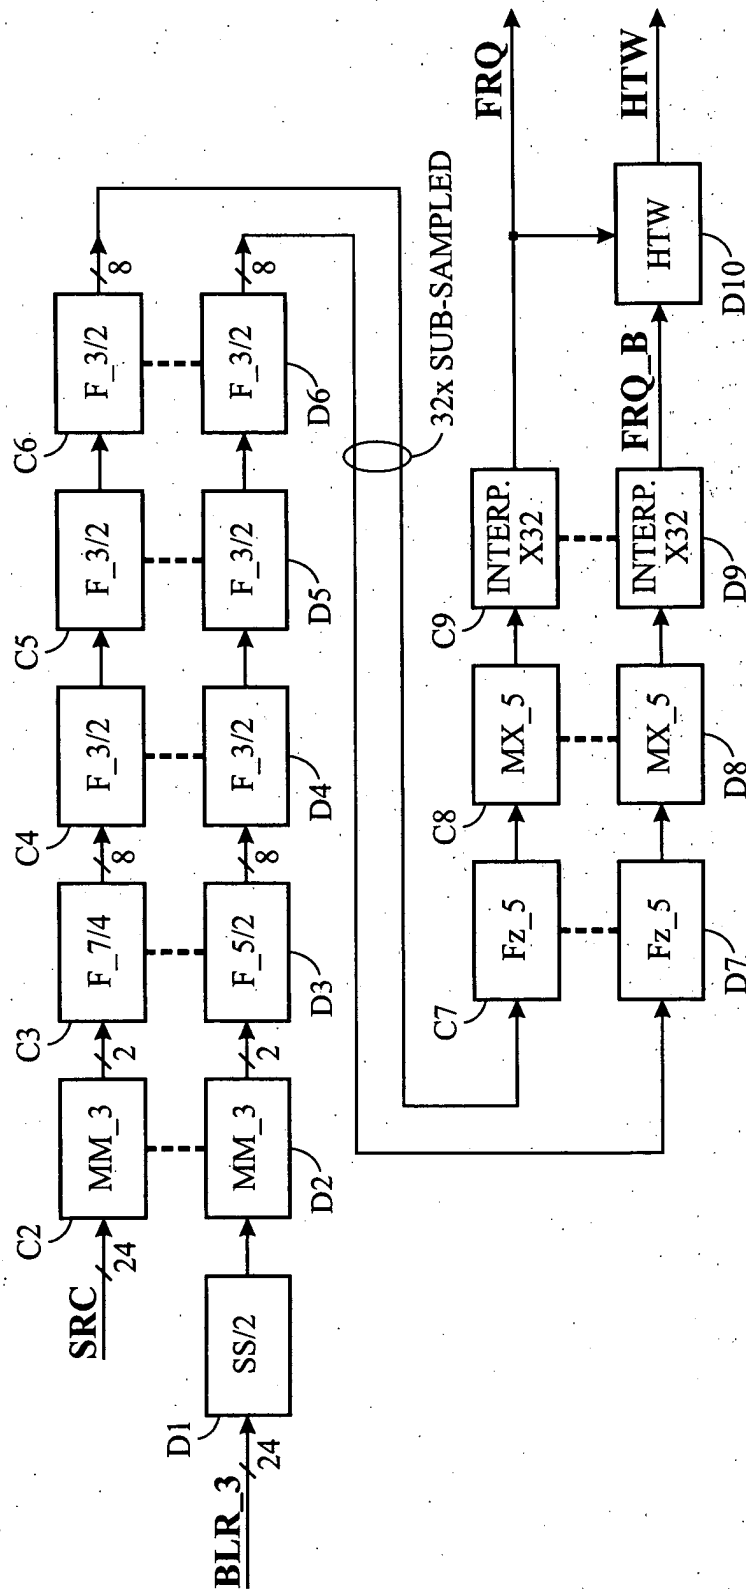 SRC
24
C2
MM_3
2
C3
F_7/4
8
C4
F_3/2
C5
F_3/2
C6
F_3/2
8
BLR_3
24
D1
SS/2
MM_3
D2
2
F_5/2
D3
8
F_3/2
D4
F_3/2
D5
F_3/2
D6
8
32x SUB-SAMPLED
C7
Fz_5
C8
MX_5
C9
INTERP.
X32
FRQ
Fz_5
D7
MX_5
D8
INTERP.
X32
D9
FRQ_B
HTW
D10
HTW